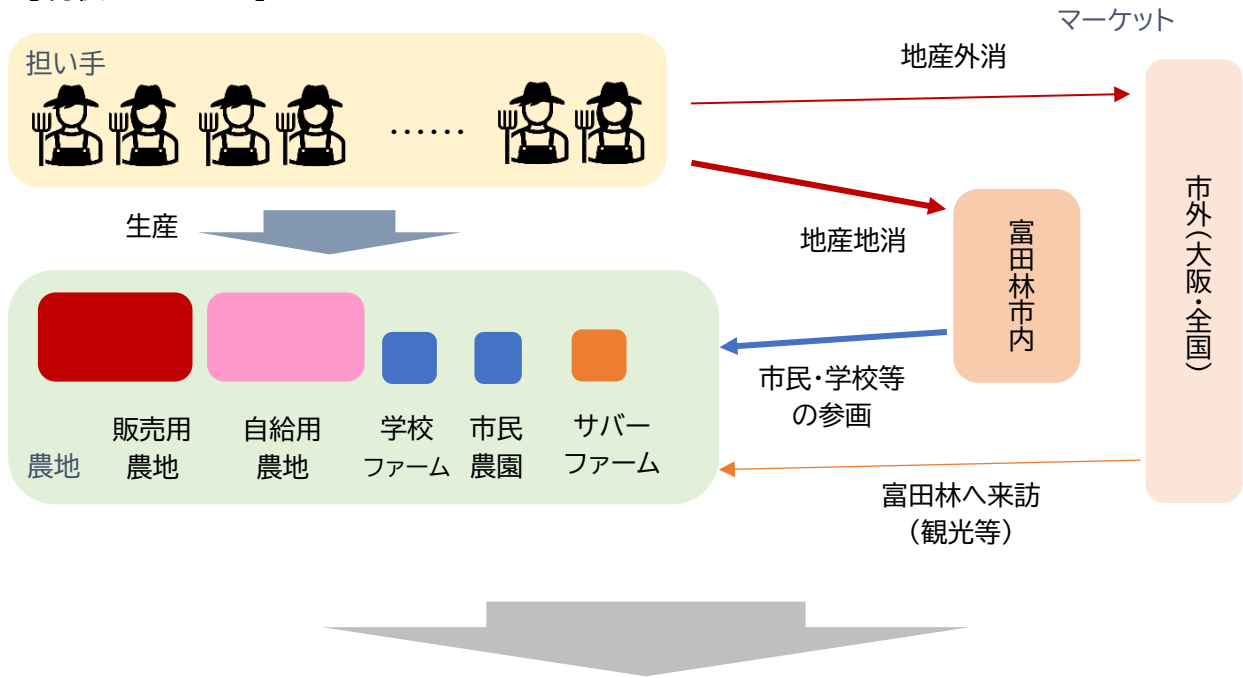 マーケット
担い手
地産外消
……
市外(大阪・全国)
生産
地産地消
富田林市内
市民・学校等
の参画
販売用
農地
自給用
農地
学校
ファーム
市民
農園
サバー
ファーム
農地
富田林へ来訪
(観光等)